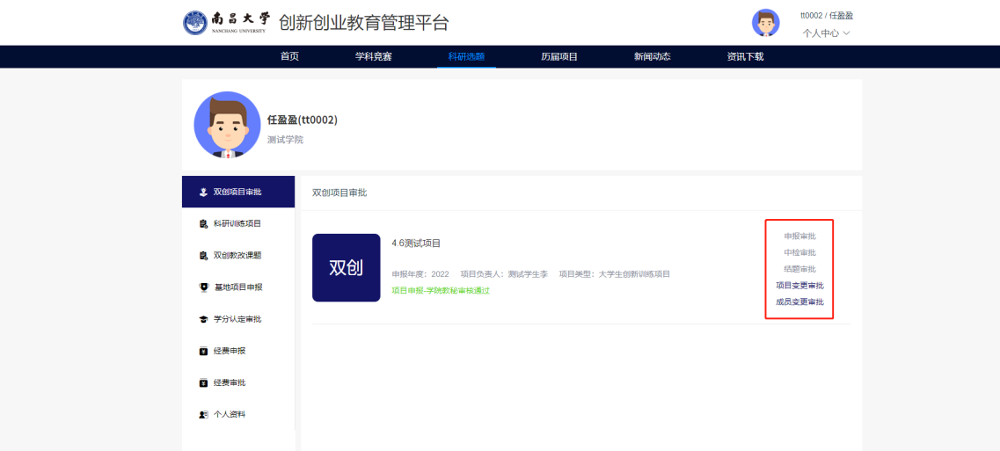 南昌大学
NANCHANG UNIVERSITY
创新创业教育管理平台
tt0002 / 任盈盈
个人中心
首页 学科竞赛 科研选题 历届项目 新闻动态 资讯下载
任盈盈(tt0002)
测试学院
双创项目审批
科研训练项目
双创教改课题
基地项目申报
学分认定审批
经费申报
经费审批
个人资料
双创项目审批
双创
4.6测试项目
申报年度：2022 项目负责人：测试学生李 项目类型：大学生创新训练项目
项目申报-学院教秘审核通过
申报审批
中检审批
结题审批
项目变更审批
成员变更审批